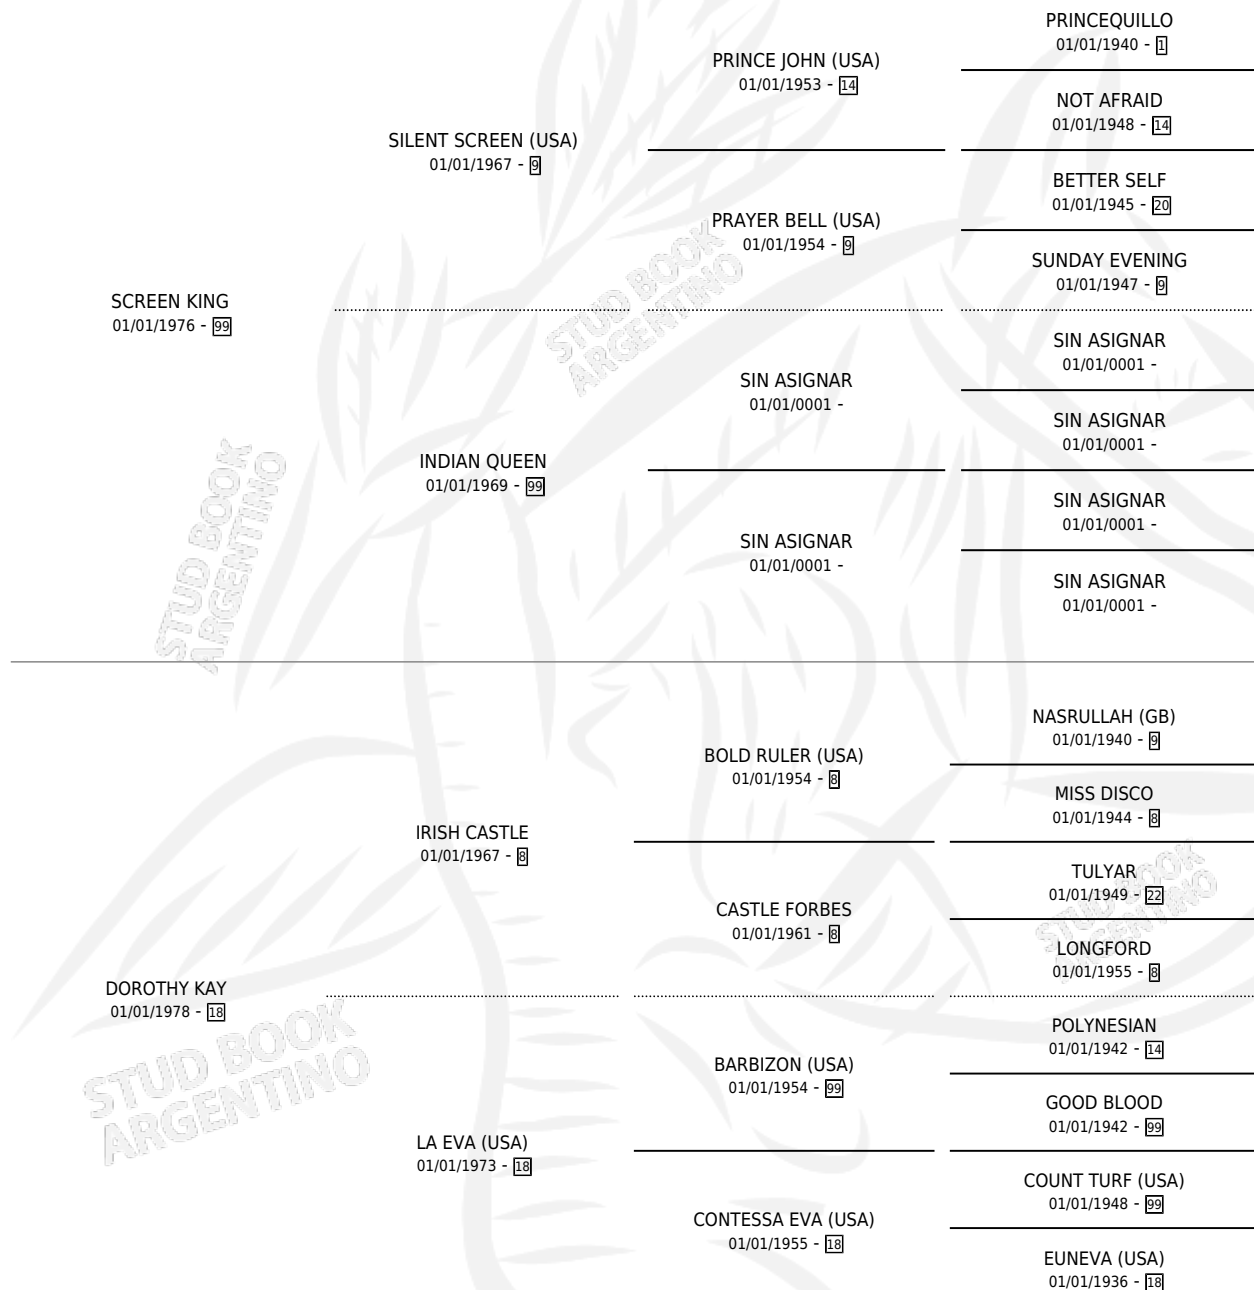 PRINCEQUILLO
01/01/1940 - 1
PRINCE JOHN (USA)
01/01/1953 - 14
NOT AFRAID
01/01/1948 - 14
SILENT SCREEN (USA)
01/01/1967 - 9
BETTER SELF
01/01/1945 - 20
PRAYER BELL (USA)
01/01/1954 - 9
SUNDAY EVENING
01/01/1947 - 9
SCREEN KING
01/01/1976 - 99
SIN ASIGNAR
01/01/0001 -
SIN ASIGNAR
01/01/0001 -
SIN ASIGNAR
01/01/0001 -
INDIAN QUEEN
01/01/1969 - 99
SIN ASIGNAR
01/01/0001 -
SIN ASIGNAR
01/01/0001 -
SIN ASIGNAR
01/01/0001 -
STUD BOOK
ARGENTINO
STUD BOOK
ARGENTINO
NASRULLAH (GB)
01/01/1940 - 9
BOLD RULER (USA)
01/01/1954 - 8
MISS DISCO
01/01/1944 - 8
IRISH CASTLE
01/01/1967 - 8
TULYAR
01/01/1949 - 22
CASTLE FORBES
01/01/1961 - 8
LONGFORD
01/01/1955 - 8
STUD BOOK
ARGENTINO
DOROTHY KAY
01/01/1978 - 18
POLYNESIAN
01/01/1942 - 14
BARBIZON (USA)
01/01/1954 - 99
GOOD BLOOD
01/01/1942 - 99
STUD BOOK
ARGENTINO
LA EVA (USA)
01/01/1973 - 18
COUNT TURF (USA)
01/01/1948 - 99
CONTESSA EVA (USA)
01/01/1955 - 18
EUNEVA (USA)
01/01/1936 - 18